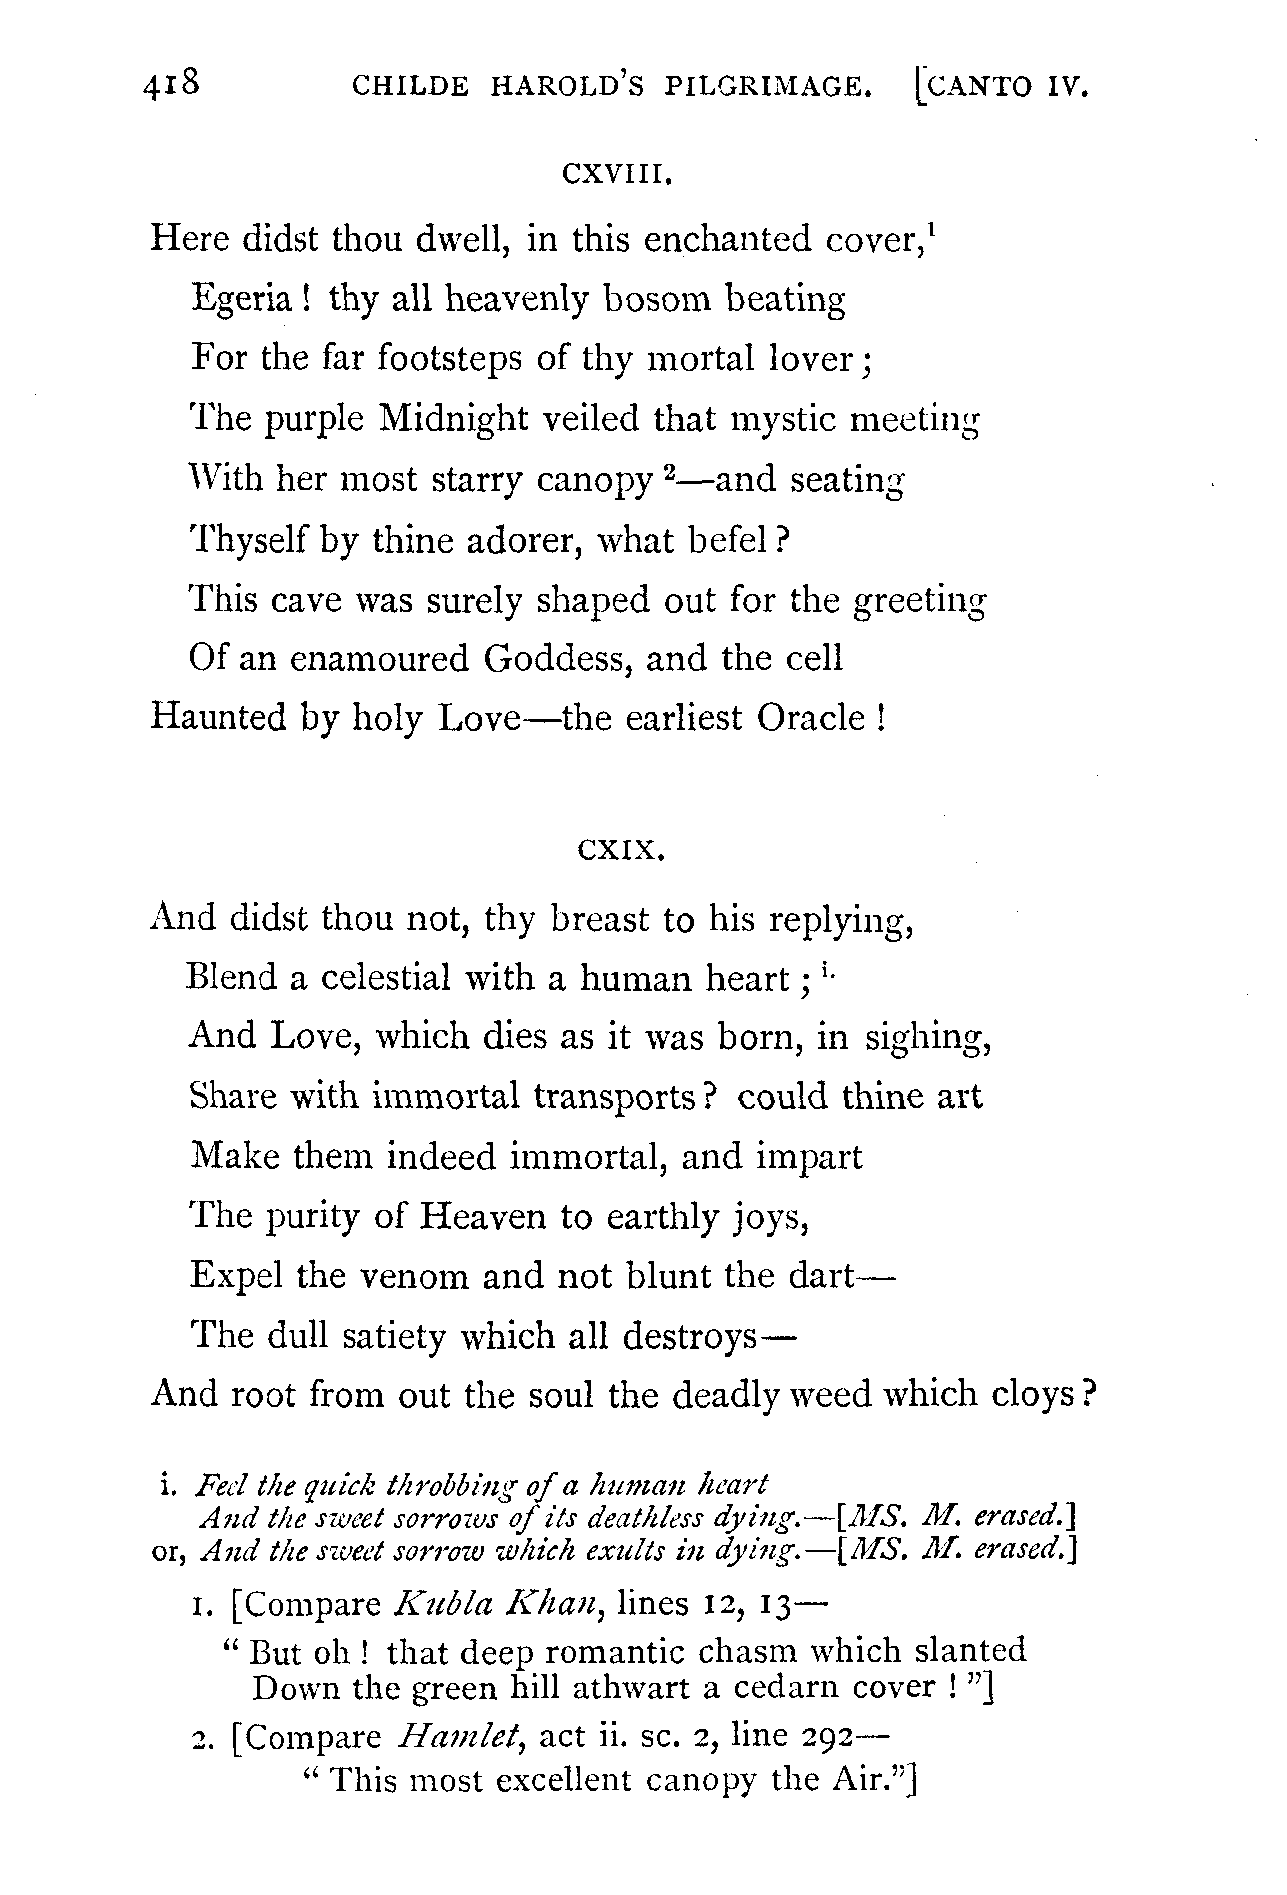 418 CHILDE HAROLD'S PILGRIMAGE. [CANTO IV.
CXVIII.
Here didst thou dwell, in this enchanted cover,¹
Egeria ! thy all heavenly bosom beating
For the far footsteps of thy mortal lover ;
The purple Midnight veiled that mystic meeting
With her most starry canopy ²—and seating
Thyself by thine adorer, what befel ?
This cave was surely shaped out for the greeting
Of an enamoured Goddess, and the cell
Haunted by holy Love—the earliest Oracle !
CXIX.
And didst thou not, thy breast to his replying,
Blend a celestial with a human heart ; i.
And Love, which dies as it was born, in sighing,
Share with immortal transports ? could thine art
Make them indeed immortal, and impart
The purity of Heaven to earthly joys,
Expel the venom and not blunt the dart—
The dull satiety which all destroys—
And root from out the soul the deadly weed which cloys ?
i. Feel the quick throbbing of a human heart
And the sweet sorrows of its deathless dying.—[MS. M. erased.]
or, And the sweet sorrow which exults in dying.—[MS. M. erased.]
1. [Compare Kubla Khan, lines 12, 13—
" But oh ! that deep romantic chasm which slanted
Down the green hill athwart a cedarn cover ! "]
2. [Compare Hamlet, act ii. sc. 2, line 292—
" This most excellent canopy the Air."]